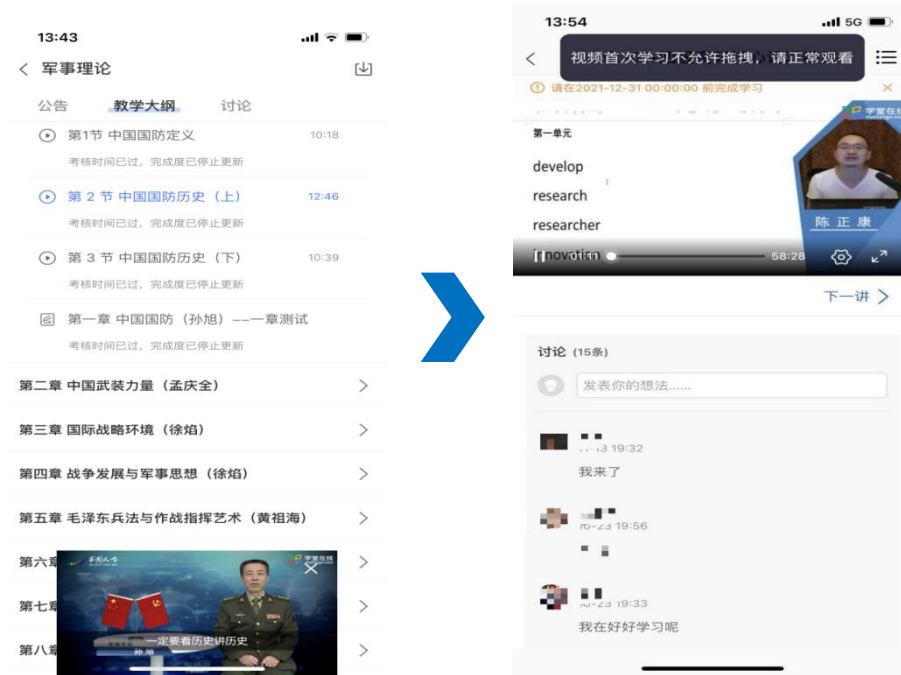 13:43
军事理论
公告 教学大纲 讨论
第1节 中国国防定义 10:18
考核时间已过，完成度已停止更新
第 2 节 中国国防历史（上） 12:46
考核时间已过，完成度已停止更新
第 3 节 中国国防历史（下） 10:39
考核时间已过，完成度已停止更新
第一章 中国国防（孙旭）——一章测试
考核时间已过，完成度已停止更新
第二章 中国武装力量（孟庆全）
第三章 国际战略环境（徐焰）
第四章 战争发展与军事思想（徐焰）
第五章 毛泽东兵法与作战指挥艺术（黄祖海）
第六章
学堂在线
第七章
一定要看历史讲历史
孙旭
第八章
13:54
5G
视频首次学习不允许拖拽，请正常观看
请在2021-12-31 00:00:00 前完成学习
学堂在线
第一单元
develop
research
researcher
陈正康
innovation
01:11 58:28
下一讲
讨论（15条）
发表你的想法......
19:32
我来了
10-23 19:56
10-23 19:33
我在好好学习呢